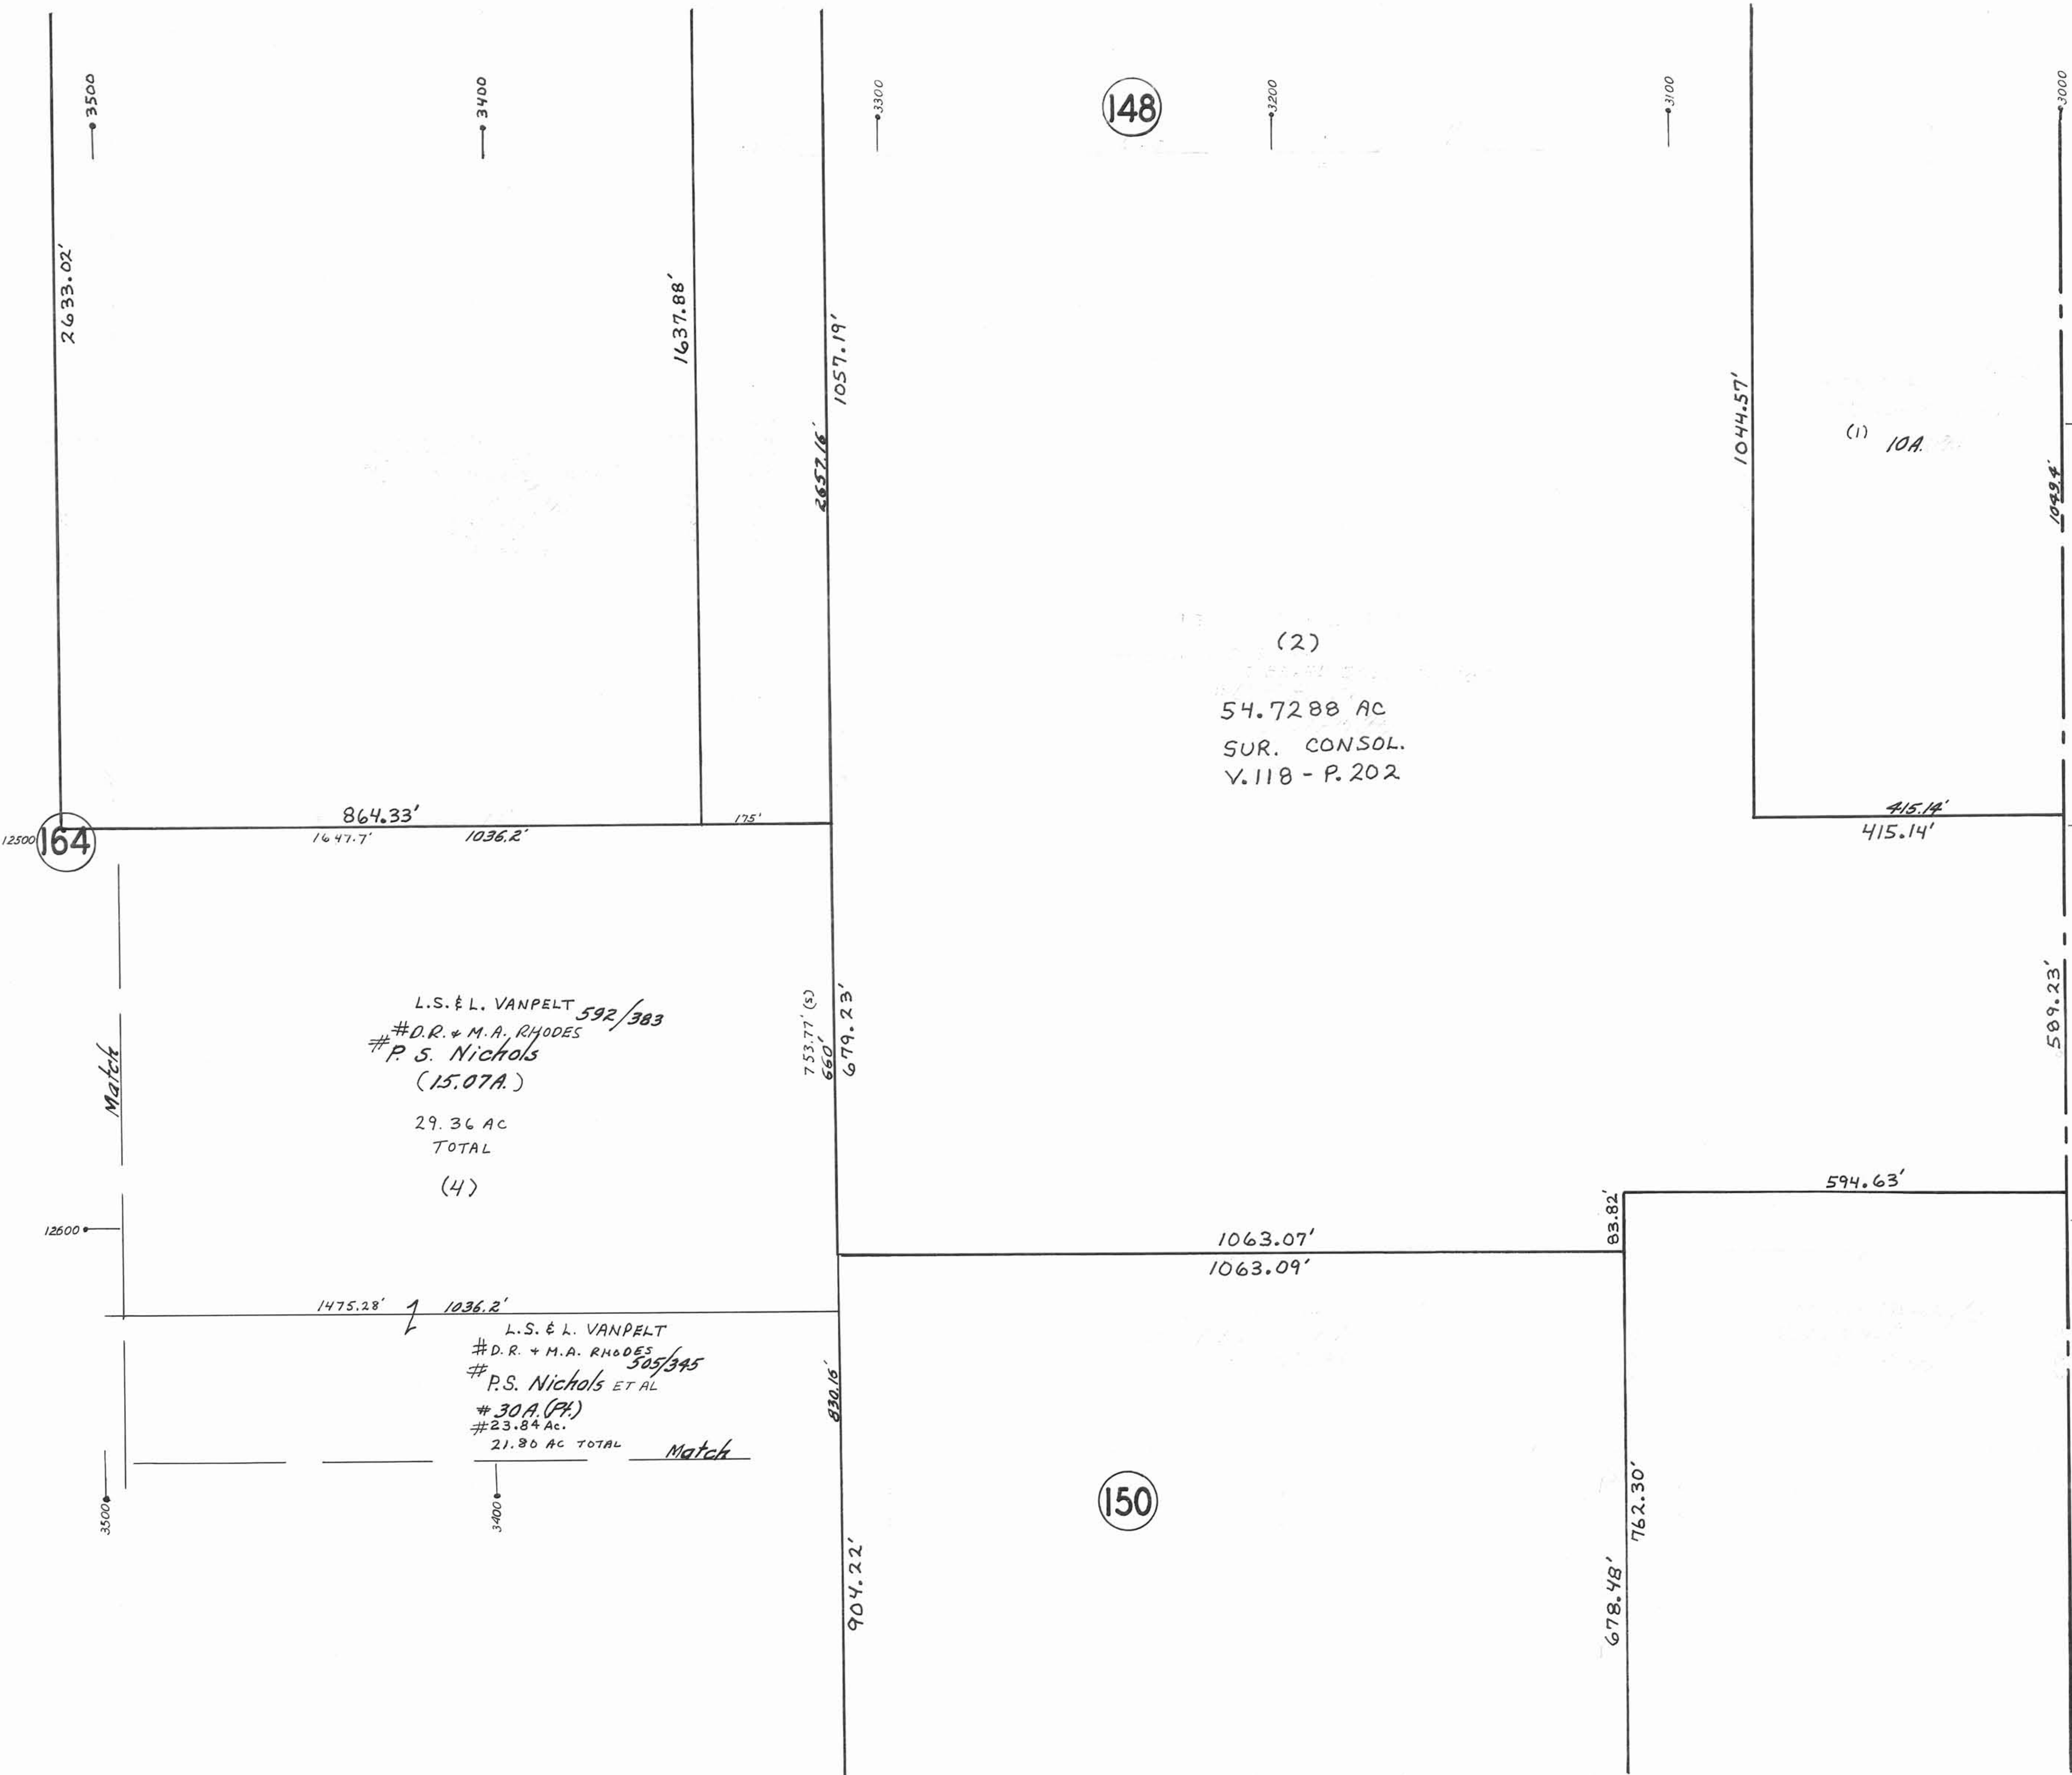 3500
3400
3300
148
3200
3100
3000
2633.02'
1637.88'
1057.19'
2657.16'
1044.57'
(1) 10A.
1049.4'
(2)
54.7288 AC
SUR. CONSOL.
V.118 - P.202
12500
164
864.33'
1647.7' 1036.2'
175'
415.14'
415.14'
Match
L.S. & L. VANPELT 592/383
#D.R. & M.A. RHODES
#P. S. Nichols
(15.07A.)
29.36 AC
TOTAL
(4)
753.77' (S)
660'
679.23'
589.23'
12600
594.63'
83.82'
1063.07'
1063.09'
1475.28' 1036.2'
L.S. & L. VANPELT
#D.R. & M.A. RHODES
505/345
#P.S. Nichols ET AL
#30A.(Pt.)
#23.84 Ac.
21.80 AC TOTAL
Match
830.16'
3500
3400
150
904.22'
762.30'
678.48'